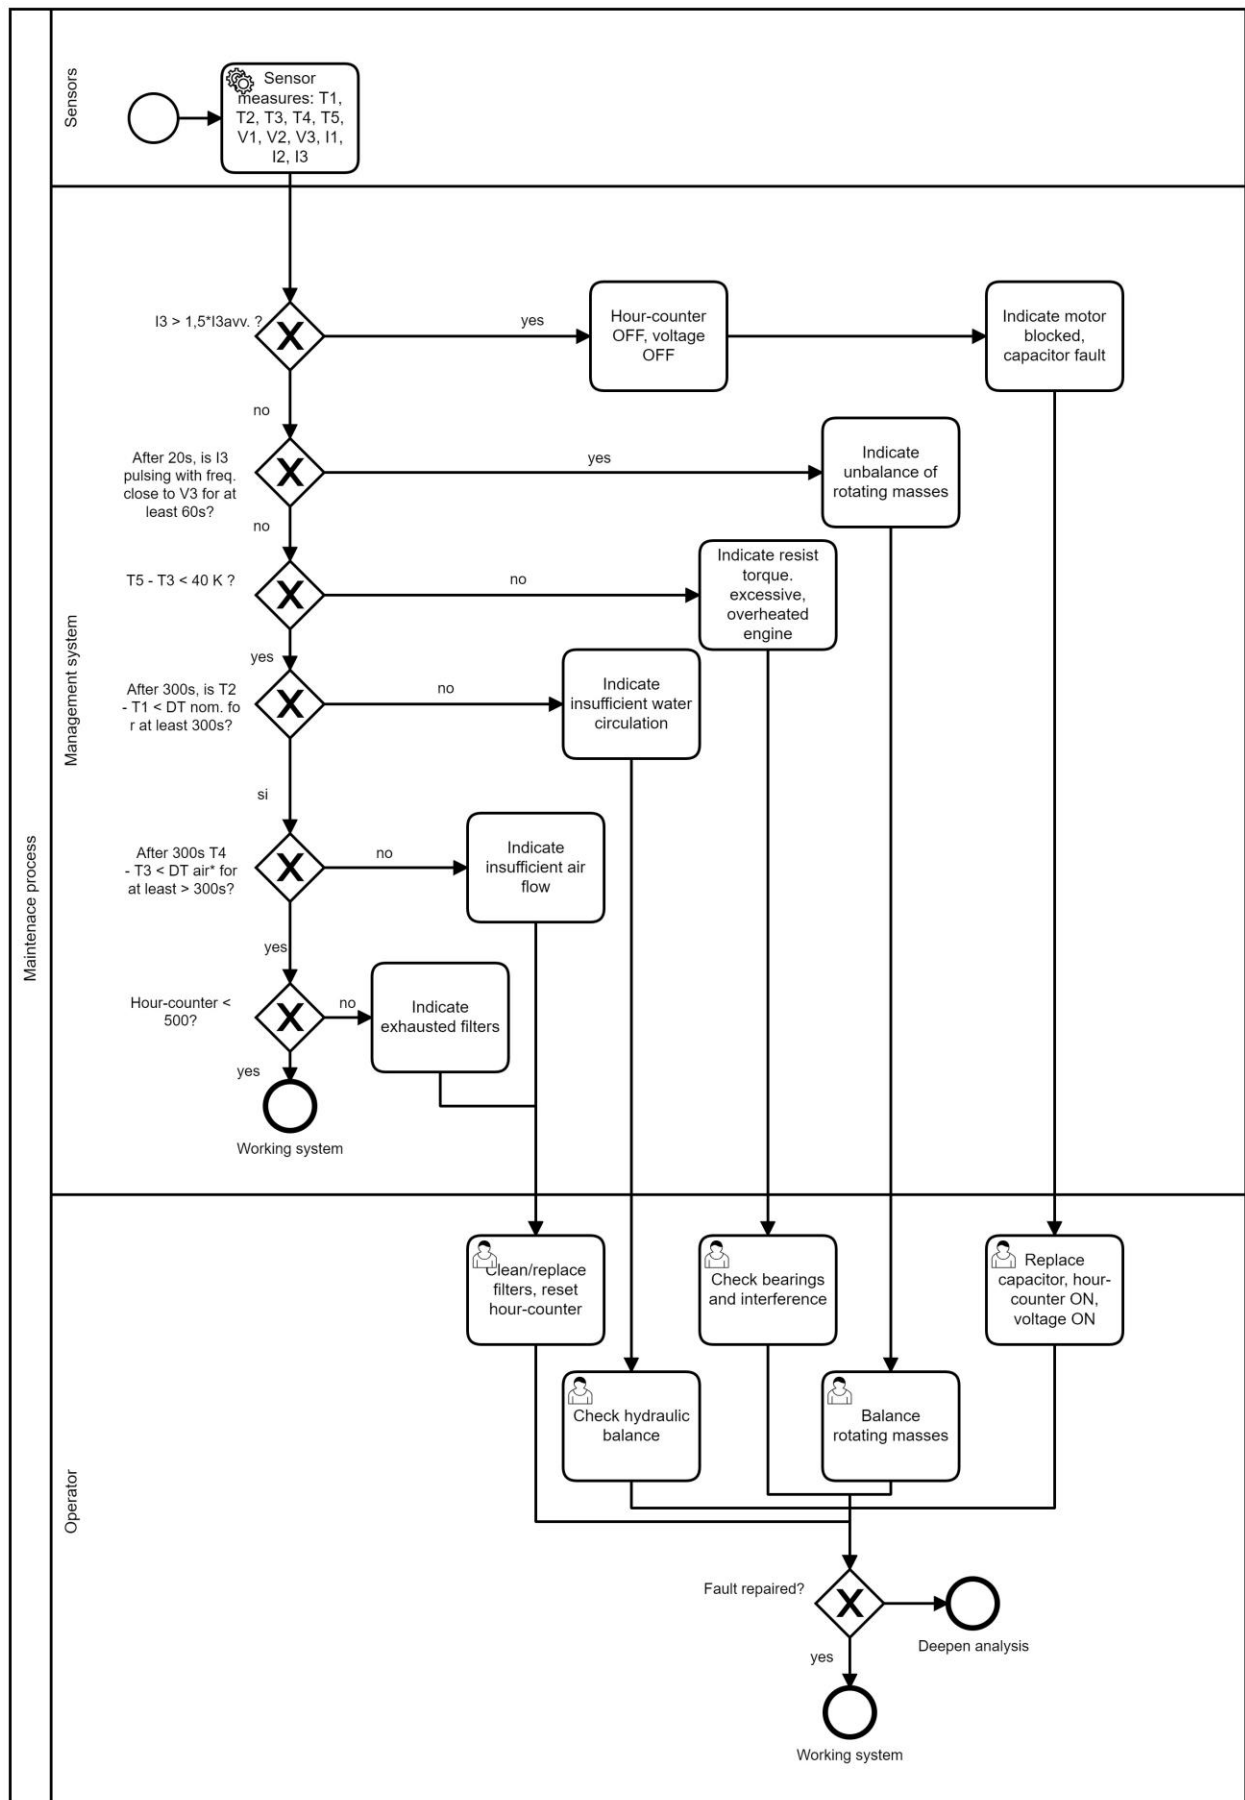 Maintenace process
Sensors
Sensor
measures: T1,
T2, T3, T4, T5,
V1, V2, V3, I1,
I2, I3
Management system
I3 > 1,5*I3avv. ?
yes
Hour-counter
OFF, voltage
OFF
Indicate motor
blocked,
capacitor fault
no
After 20s, is I3
pulsing with freq.
close to V3 for at
least 60s?
yes
Indicate
unbalance of
rotating masses
no
T5 - T3 < 40 K ?
no
Indicate resist
torque.
excessive,
overheated
engine
yes
After 300s, is T2
- T1 < DT nom. fo
r at least 300s?
no
Indicate
insufficient water
circulation
si
After 300s T4
- T3 < DT air* for
at least > 300s?
no
Indicate
insufficient air
flow
yes
Hour-counter <
500?
no
Indicate
exhausted filters
yes
Working system
Operator
Clean/replace
filters, reset
hour-counter
Check bearings
and interference
Replace
capacitor, hour-
counter ON,
voltage ON
Check hydraulic
balance
Balance
rotating masses
Fault repaired?
Deepen analysis
yes
Working system